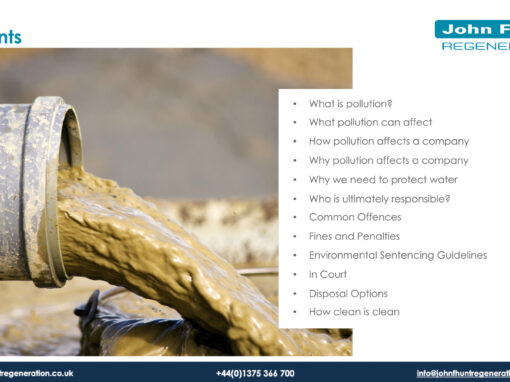 nts
John F
REGENER
• What is pollution?
• What pollution can affect
• How pollution affects a company
• Why pollution affects a company
• Why we need to protect water
• Who is ultimately responsible?
• Common Offences
• Fines and Penalties
• Environmental Sentencing Guidelines
• In Court
• Disposal Options
• How clean is clean
tregeneration.co.uk
+44(0)1375 366 700
info@johnfhuntregenerati